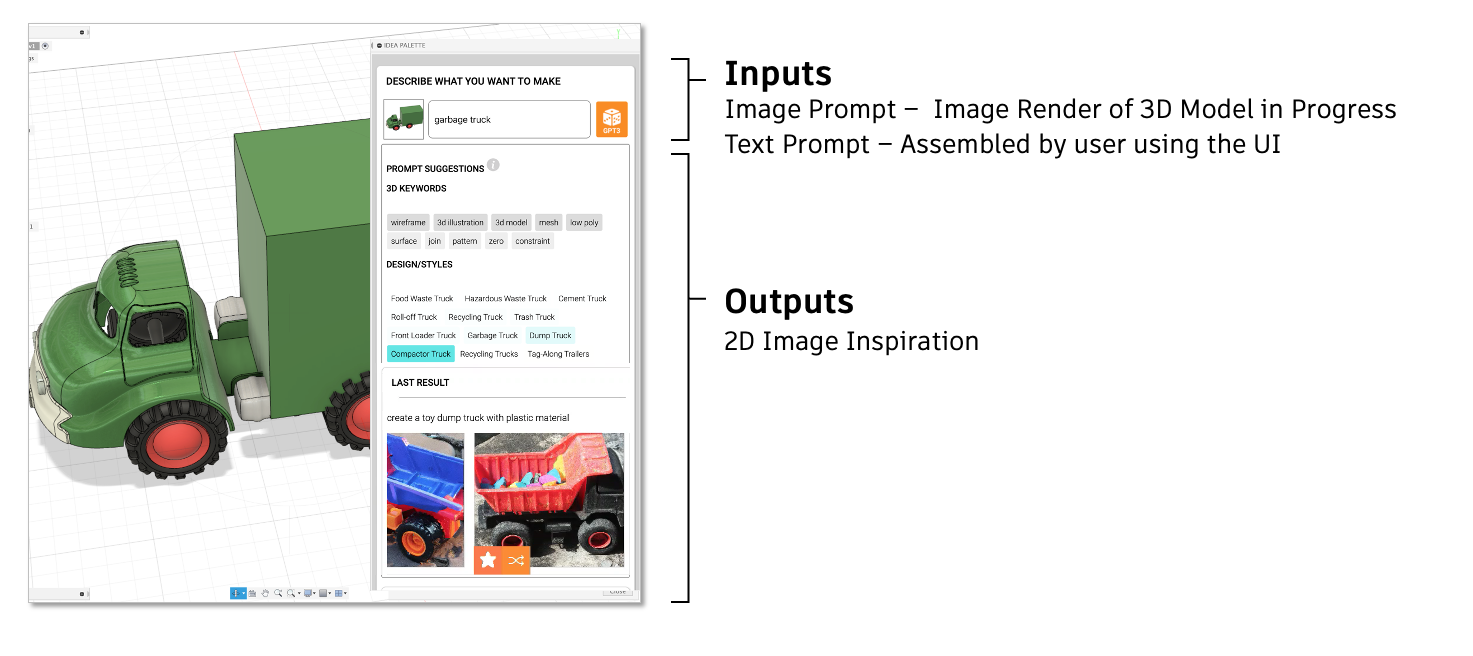 IDEA PALETTE
DESCRIBE WHAT YOU WANT TO MAKE
garbage truck
GPT3
PROMPT SUGGESTIONS i
3D KEYWORDS
wireframe 3d illustration 3d model mesh low poly
surface join pattern zero constraint
DESIGN/STYLES
Food Waste Truck Hazardous Waste Truck Cement Truck
Roll-off Truck Recycling Truck Trash Truck
Front Loader Truck Garbage Truck Dump Truck
Compactor Truck Recycling Trucks Tag-Along Trailers
LAST RESULT
create a toy dump truck with plastic material
Close
Inputs
Image Prompt – Image Render of 3D Model in Progress
Text Prompt – Assembled by user using the UI
Outputs
2D Image Inspiration